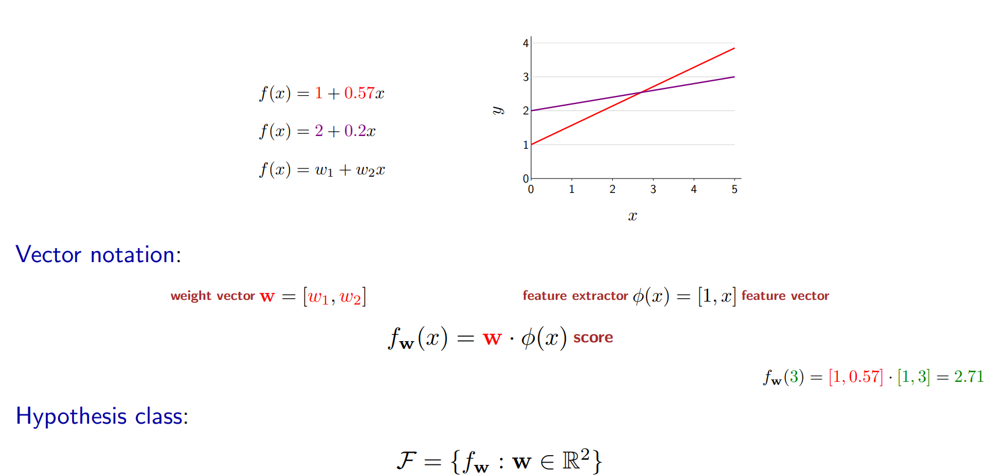 f(x) = 1 + 0.57x
f(x) = 2 + 0.2x
f(x) = w₁ + w₂x
4
3
2
1
0
y
0 1 2 3 4 5
x
Vector notation:
weight vector w = [w₁, w₂]
feature extractor ϕ(x) = [1, x] feature vector
f_w(x) = w · ϕ(x) score
f_w(3) = [1, 0.57] · [1, 3] = 2.71
Hypothesis class:
ℱ = {f_w : w ∈ ℝ²}